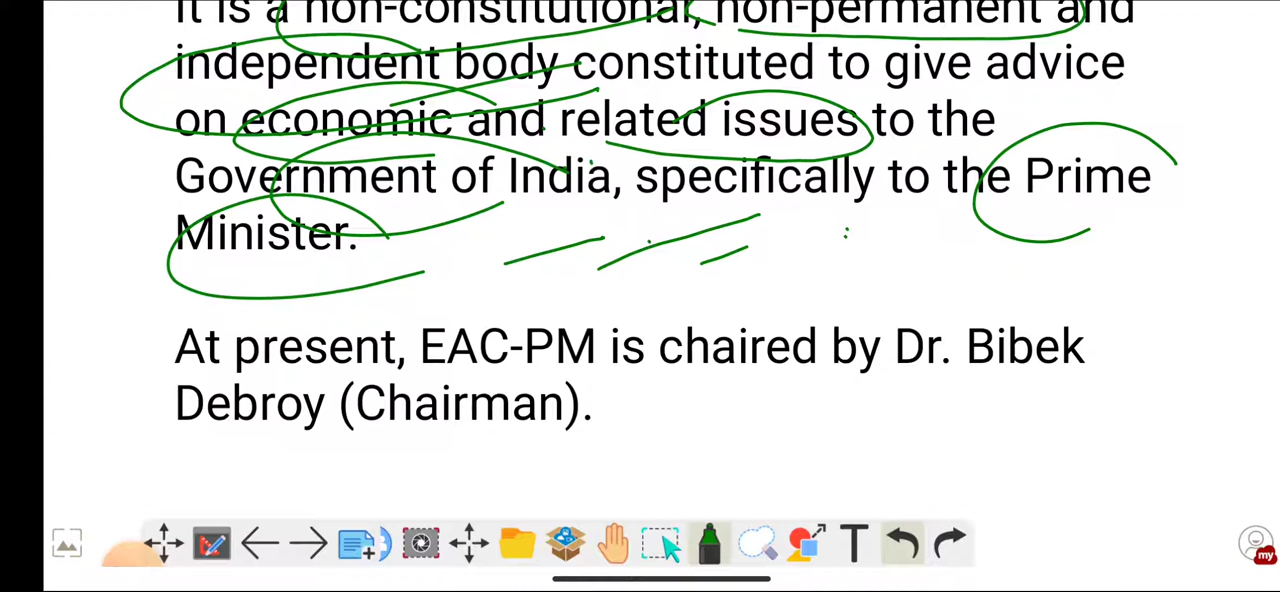 It is a non-constitutional, non-permanent and
independent body constituted to give advice
on economic and related issues to the
Government of India, specifically to the Prime
Minister.
At present, EAC-PM is chaired by Dr. Bibek
Debroy (Chairman).
T
my